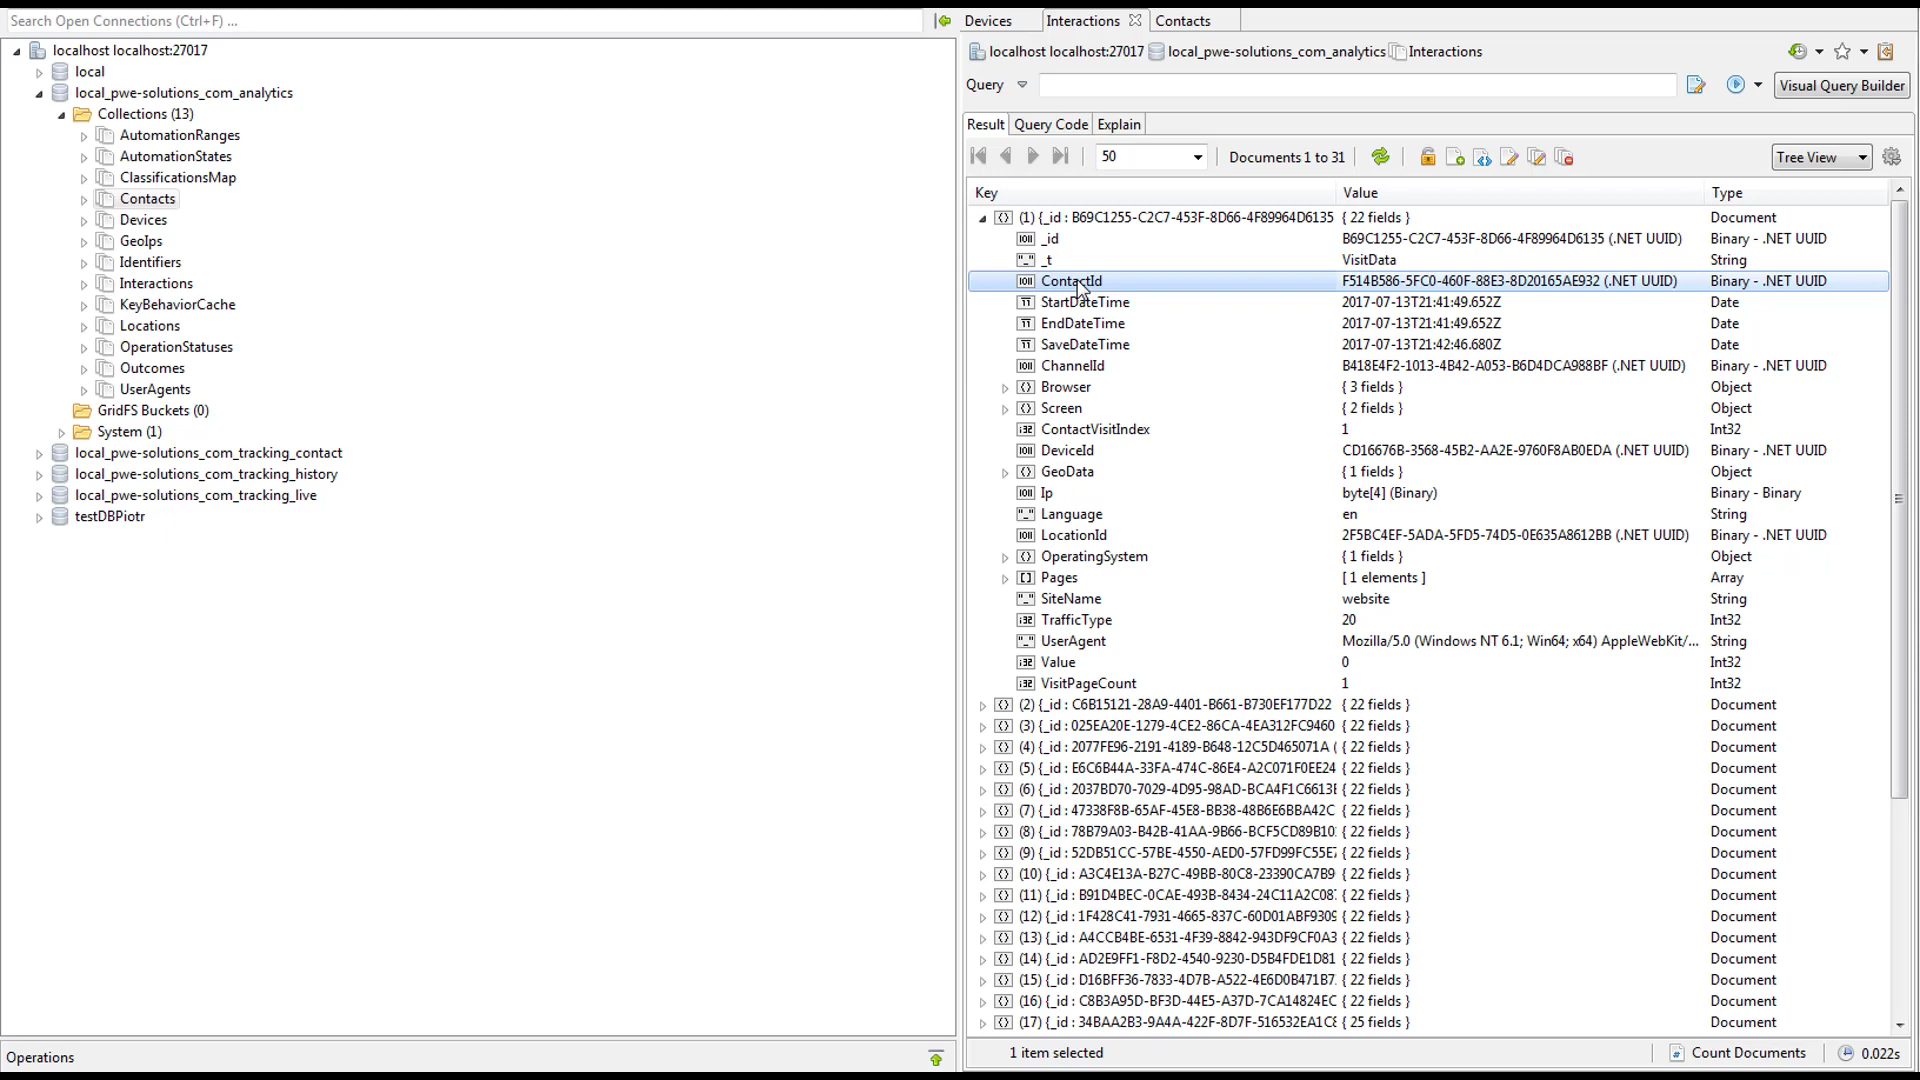 Search Open Connections (Ctrl+F) ...
localhost localhost:27017
local
local_pwe-solutions_com_analytics
Collections (13)
AutomationRanges
AutomationStates
ClassificationsMap
Contacts
Devices
GeoIps
Identifiers
Interactions
KeyBehaviorCache
Locations
OperationStatuses
Outcomes
UserAgents
GridFS Buckets (0)
System (1)
local_pwe-solutions_com_tracking_contact
local_pwe-solutions_com_tracking_history
local_pwe-solutions_com_tracking_live
testDBPiotr
Operations
Devices Interactions Contacts
localhost localhost:27017 local_pwe-solutions_com_analytics Interactions
Query Visual Query Builder
Result Query Code Explain
50 Documents 1 to 31 Tree View
Key Value Type
(1) {_id : B69C1255-C2C7-453F-8D66-4F89964D6135 { 22 fields } Document
_id B69C1255-C2C7-453F-8D66-4F89964D6135 (.NET UUID) Binary - .NET UUID
_t VisitData String
ContactId F514B586-5FC0-460F-88E3-8D20165AE932 (.NET UUID) Binary - .NET UUID
StartDateTime 2017-07-13T21:41:49.652Z Date
EndDateTime 2017-07-13T21:41:49.652Z Date
SaveDateTime 2017-07-13T21:42:46.680Z Date
ChannelId B418E4F2-1013-4B42-A053-B6D4DCA988BF (.NET UUID) Binary - .NET UUID
Browser { 3 fields } Object
Screen { 2 fields } Object
ContactVisitIndex 1 Int32
DeviceId CD16676B-3568-45B2-AA2E-9760F8AB0EDA (.NET UUID) Binary - .NET UUID
GeoData { 1 fields } Object
Ip byte[4] (Binary) Binary - Binary
Language en String
LocationId 2F5BC4EF-5ADA-5FD5-74D5-0E635A8612BB (.NET UUID) Binary - .NET UUID
OperatingSystem { 1 fields } Object
Pages [ 1 elements ] Array
SiteName website String
TrafficType 20 Int32
UserAgent Mozilla/5.0 (Windows NT 6.1; Win64; x64) AppleWebKit/... String
Value 0 Int32
VisitPageCount 1 Int32
(2) {_id : C6B15121-28A9-4401-B661-B730EF177D22 { 22 fields } Document
(3) {_id : 025EA20E-1279-4CE2-86CA-4EA312FC9460 { 22 fields } Document
(4) {_id : 2077FE96-2191-4189-B648-12C5D465071A ( { 22 fields } Document
(5) {_id : E6C6B44A-33FA-474C-86E4-A2C071F0EE24 { 22 fields } Document
(6) {_id : 2037BD70-7029-4D95-98AD-BCA4F1C6613E { 22 fields } Document
(7) {_id : 47338F8B-65AF-45E8-BB38-48B6E6BBA42C { 22 fields } Document
(8) {_id : 78B79A03-B42B-41AA-9B66-BCF5CD89B10 { 22 fields } Document
(9) {_id : 52DB51CC-57BE-4550-AED0-57FD99FC55E7 { 22 fields } Document
(10) {_id : A3C4E13A-B27C-49BB-80C8-23390CA7B9 { 22 fields } Document
(11) {_id : B91D4BEC-0CAE-493B-8434-24C11A2C08 { 22 fields } Document
(12) {_id : 1F428C41-7931-4665-837C-60D01ABF9309 { 22 fields } Document
(13) {_id : A4CCB4BE-6531-4F39-8842-943DF9CF0A3 { 22 fields } Document
(14) {_id : AD2E9FF1-F8D2-4540-9230-D5B4FDE1D81 { 22 fields } Document
(15) {_id : D16BFF36-7833-4D7B-A522-4E6D0B471B7 { 22 fields } Document
(16) {_id : C8B3A95D-BF3D-44E5-A37D-7CA14824EC { 22 fields } Document
(17) {_id : 34BAA2B3-9A4A-422F-8D7F-516532EA1C8 { 25 fields } Document
1 item selected Count Documents 0.022s